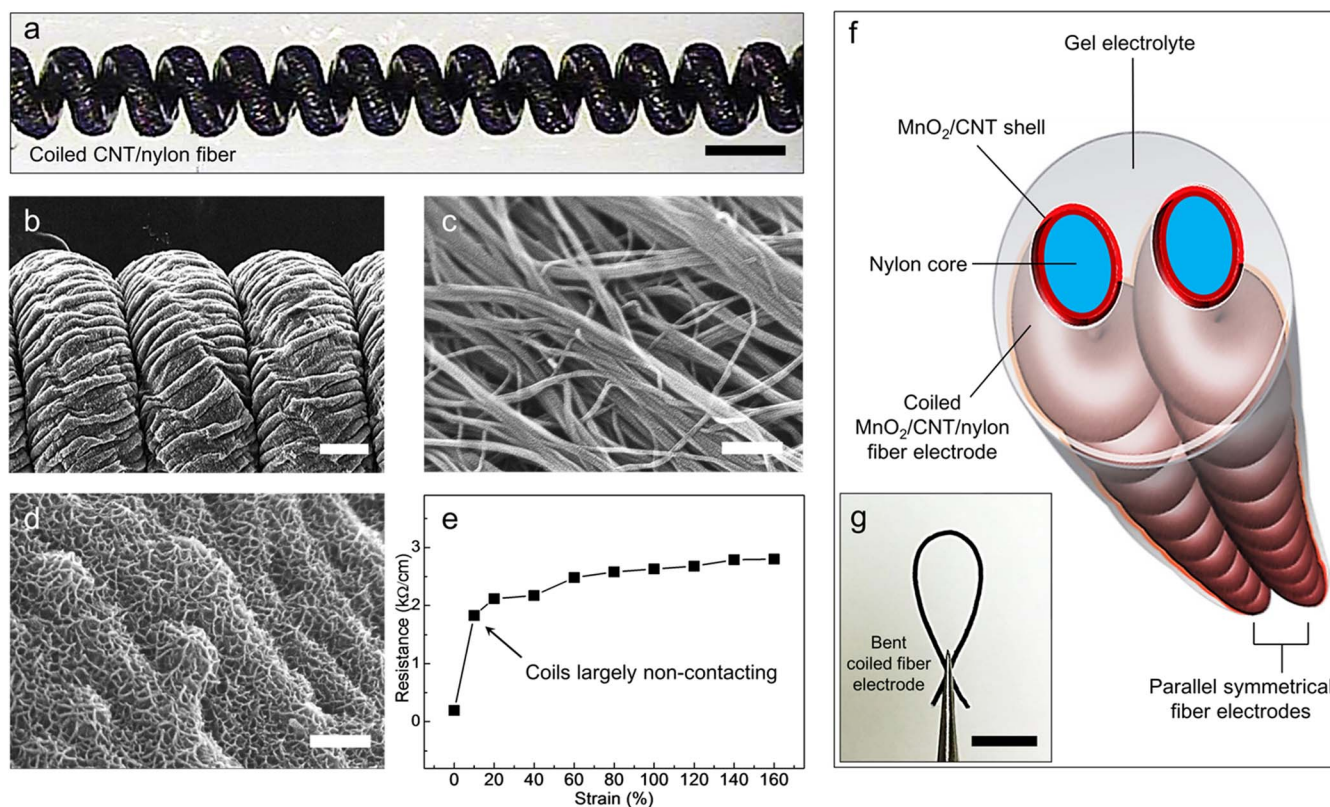 a
Coiled CNT/nylon fiber
b
c
d
e
Resistance (kΩ/cm)
3
2
1
0
Coils largely non-contacting
0 20 40 60 80 100 120 140 160
Strain (%)
f
Gel electrolyte
MnO₂/CNT shell
Nylon core
Coiled
MnO₂/CNT/nylon
fiber electrode
g
Bent
coiled fiber
electrode
Parallel symmetrical
fiber electrodes